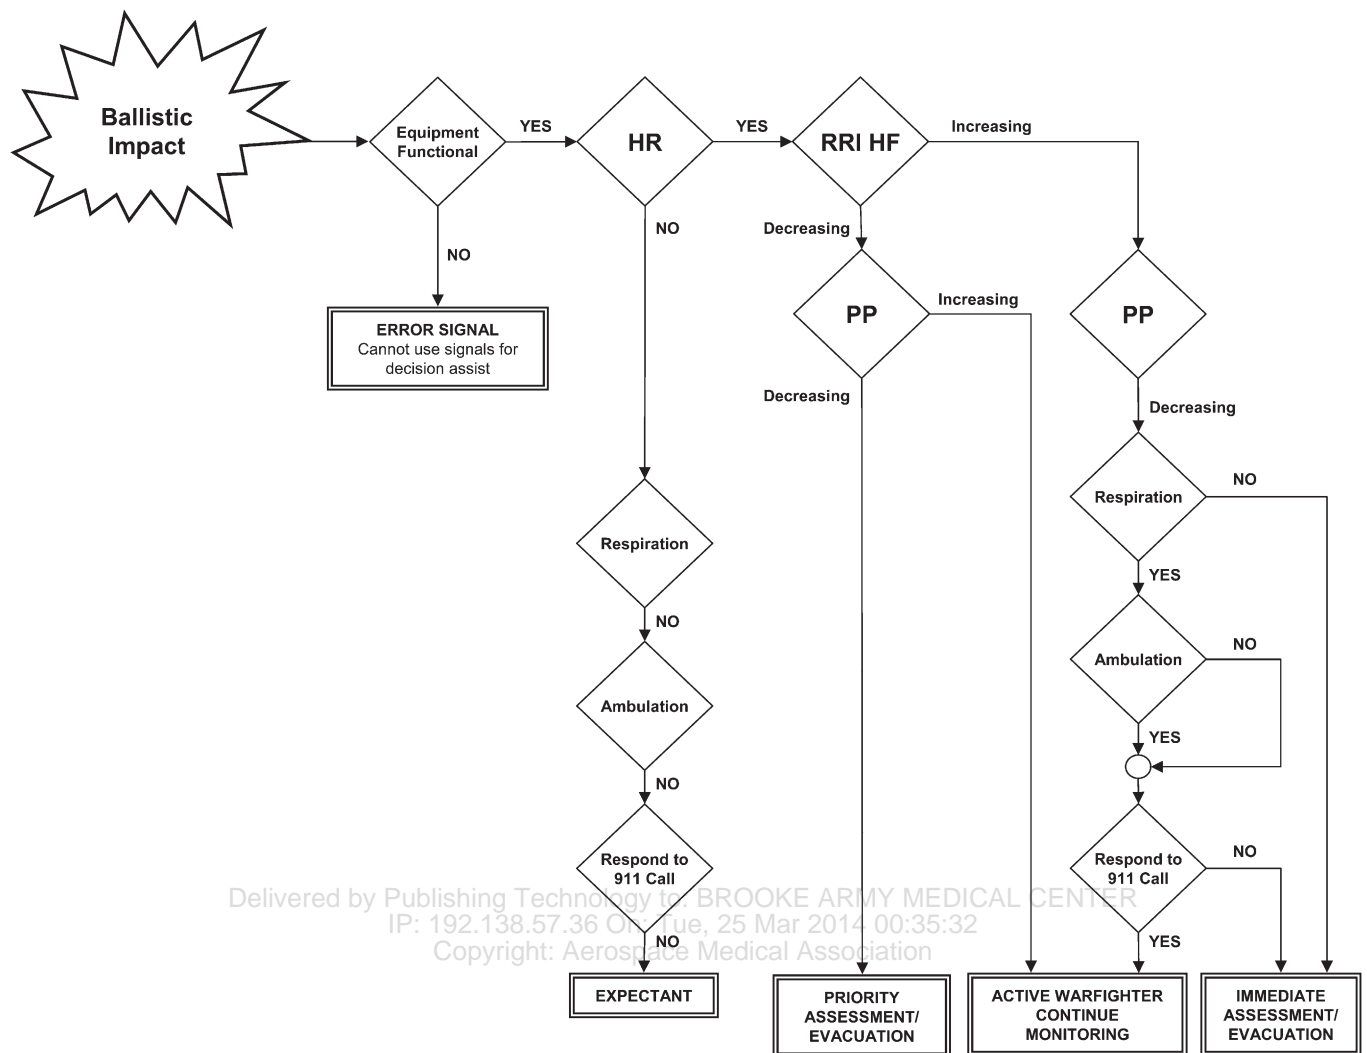 Ballistic
Impact
Equipment
Functional
YES
HR
YES
RRI HF
Increasing
NO
NO
Decreasing
ERROR SIGNAL
Cannot use signals for
decision assist
PP
Increasing
PP
Decreasing
Decreasing
Respiration
NO
Respiration
YES
NO
Ambulation
NO
Ambulation
YES
NO
Respond to
911 Call
Respond to
911 Call
NO
NO
YES
Delivered by Publishing Technology to: BROOKE ARMY MEDICAL CENTER
IP: 192.138.57.36 On: Tue, 25 Mar 2014 00:35:32
Copyright: Aerospace Medical Association
EXPECTANT
PRIORITY
ASSESSMENT/
EVACUATION
ACTIVE WARFIGHTER
CONTINUE
MONITORING
IMMEDIATE
ASSESSMENT/
EVACUATION